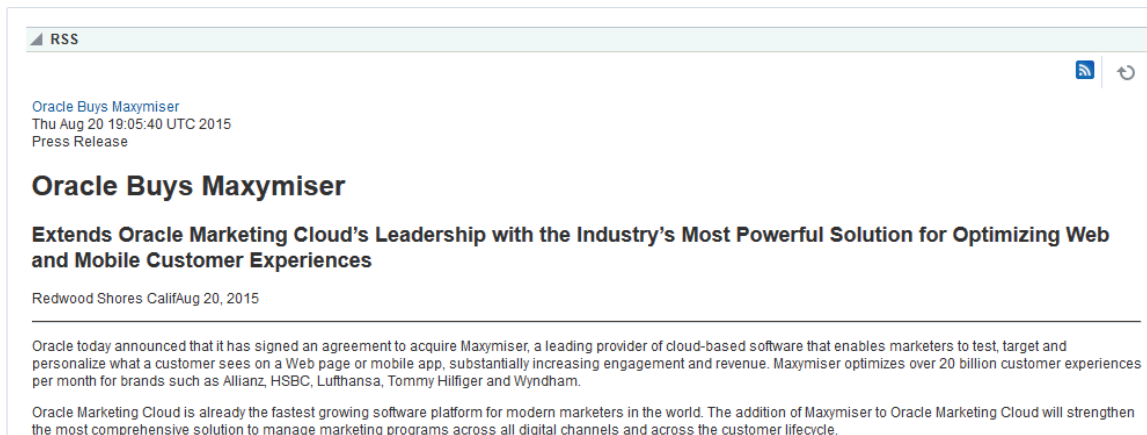 RSS
Oracle Buys Maxymiser
Thu Aug 20 19:05:40 UTC 2015
Press Release
Oracle Buys Maxymiser
Extends Oracle Marketing Cloud’s Leadership with the Industry’s Most Powerful Solution for Optimizing Web
and Mobile Customer Experiences
Redwood Shores CalifAug 20, 2015
Oracle today announced that it has signed an agreement to acquire Maxymiser, a leading provider of cloud-based software that enables marketers to test, target and
personalize what a customer sees on a Web page or mobile app, substantially increasing engagement and revenue. Maxymiser optimizes over 20 billion customer experiences
per month for brands such as Allianz, HSBC, Lufthansa, Tommy Hilfiger and Wyndham.
Oracle Marketing Cloud is already the fastest growing software platform for modern marketers in the world. The addition of Maxymiser to Oracle Marketing Cloud will strengthen
the most comprehensive solution to manage marketing programs across all digital channels and across the customer lifecycle.